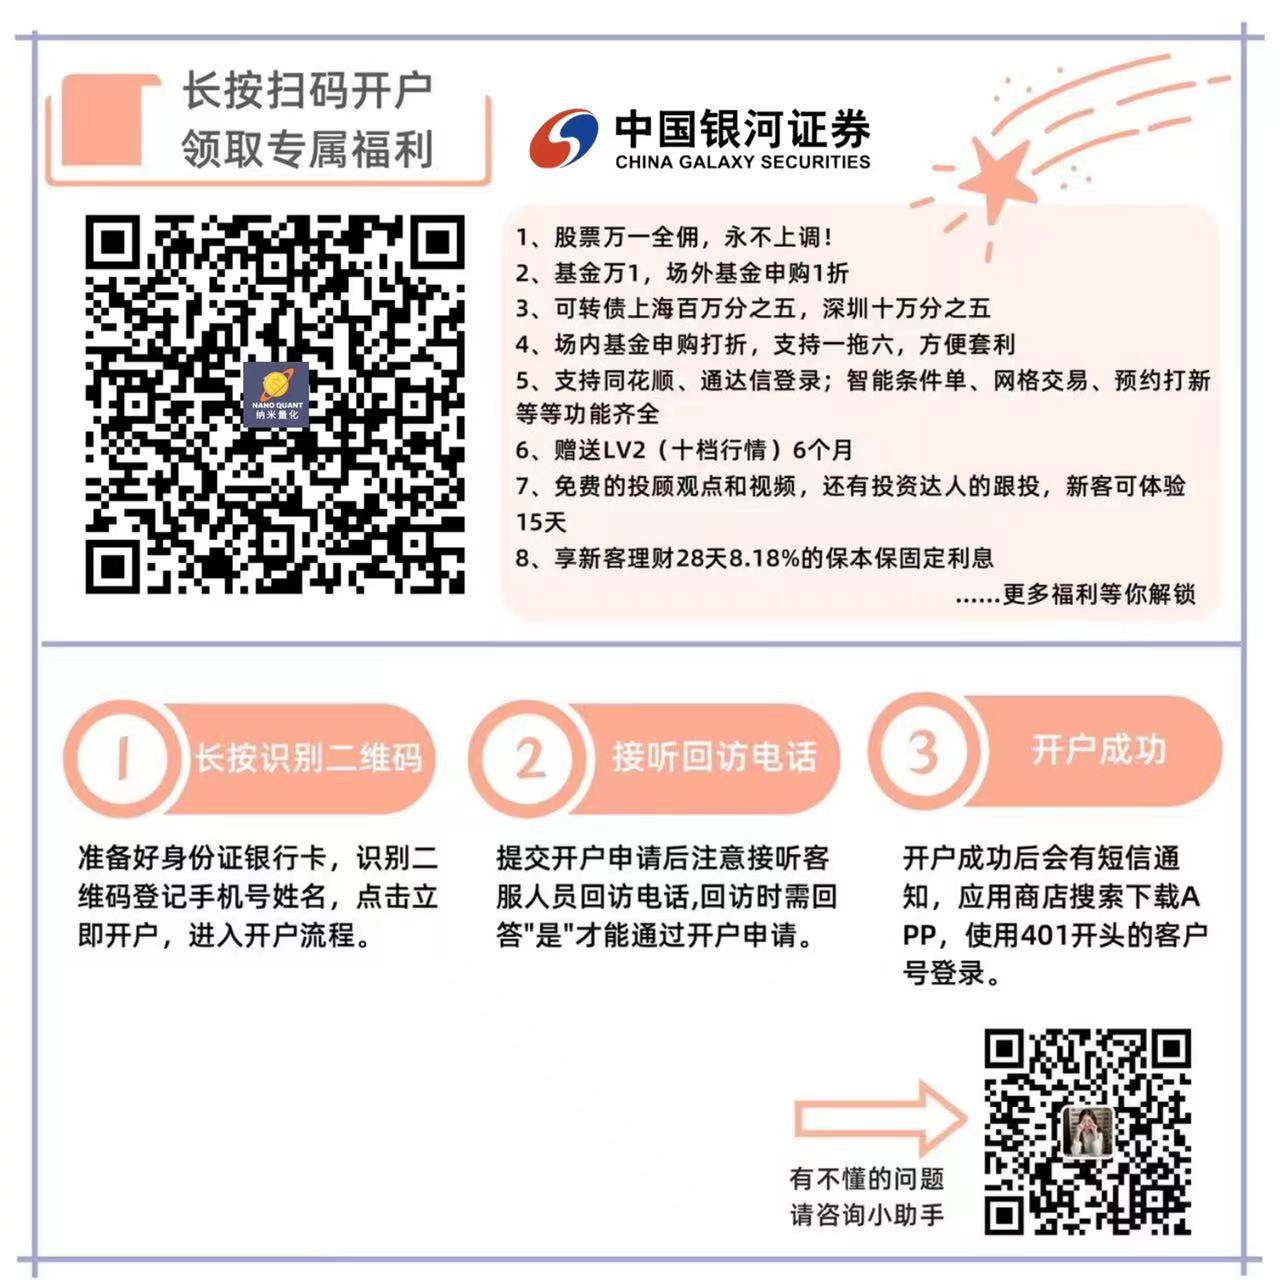 长按扫码开户
领取专属福利
中国银河证券
CHINA GALAXY SECURITIES
NANO QUANT
纳米量化
1、股票万一全佣，永不上调！
2、基金万1，场外基金申购1折
3、可转债上海百万分之五，深圳十万分之五
4、场内基金申购打折，支持一拖六，方便套利
5、支持同花顺、通达信登录；智能条件单、网格交易、预约打新
等等功能齐全
6、赠送LV2（十档行情）6个月
7、免费的投顾观点和视频，还有投资达人的跟投，新客可体验
15天
8、享新客理财28天8.18%的保本保固定利息
......更多福利等你解锁
1
长按识别二维码
准备好身份证银行卡，识别二
维码登记手机号姓名，点击立
即开户，进入开户流程。
2
接听回访电话
提交开户申请后注意接听客
服人员回访电话,回访时需回
答"是"才能通过开户申请。
3
开户成功
开户成功后会有短信通
知，应用商店搜索下载A
PP，使用401开头的客户
号登录。
有不懂的问题
请咨询小助手